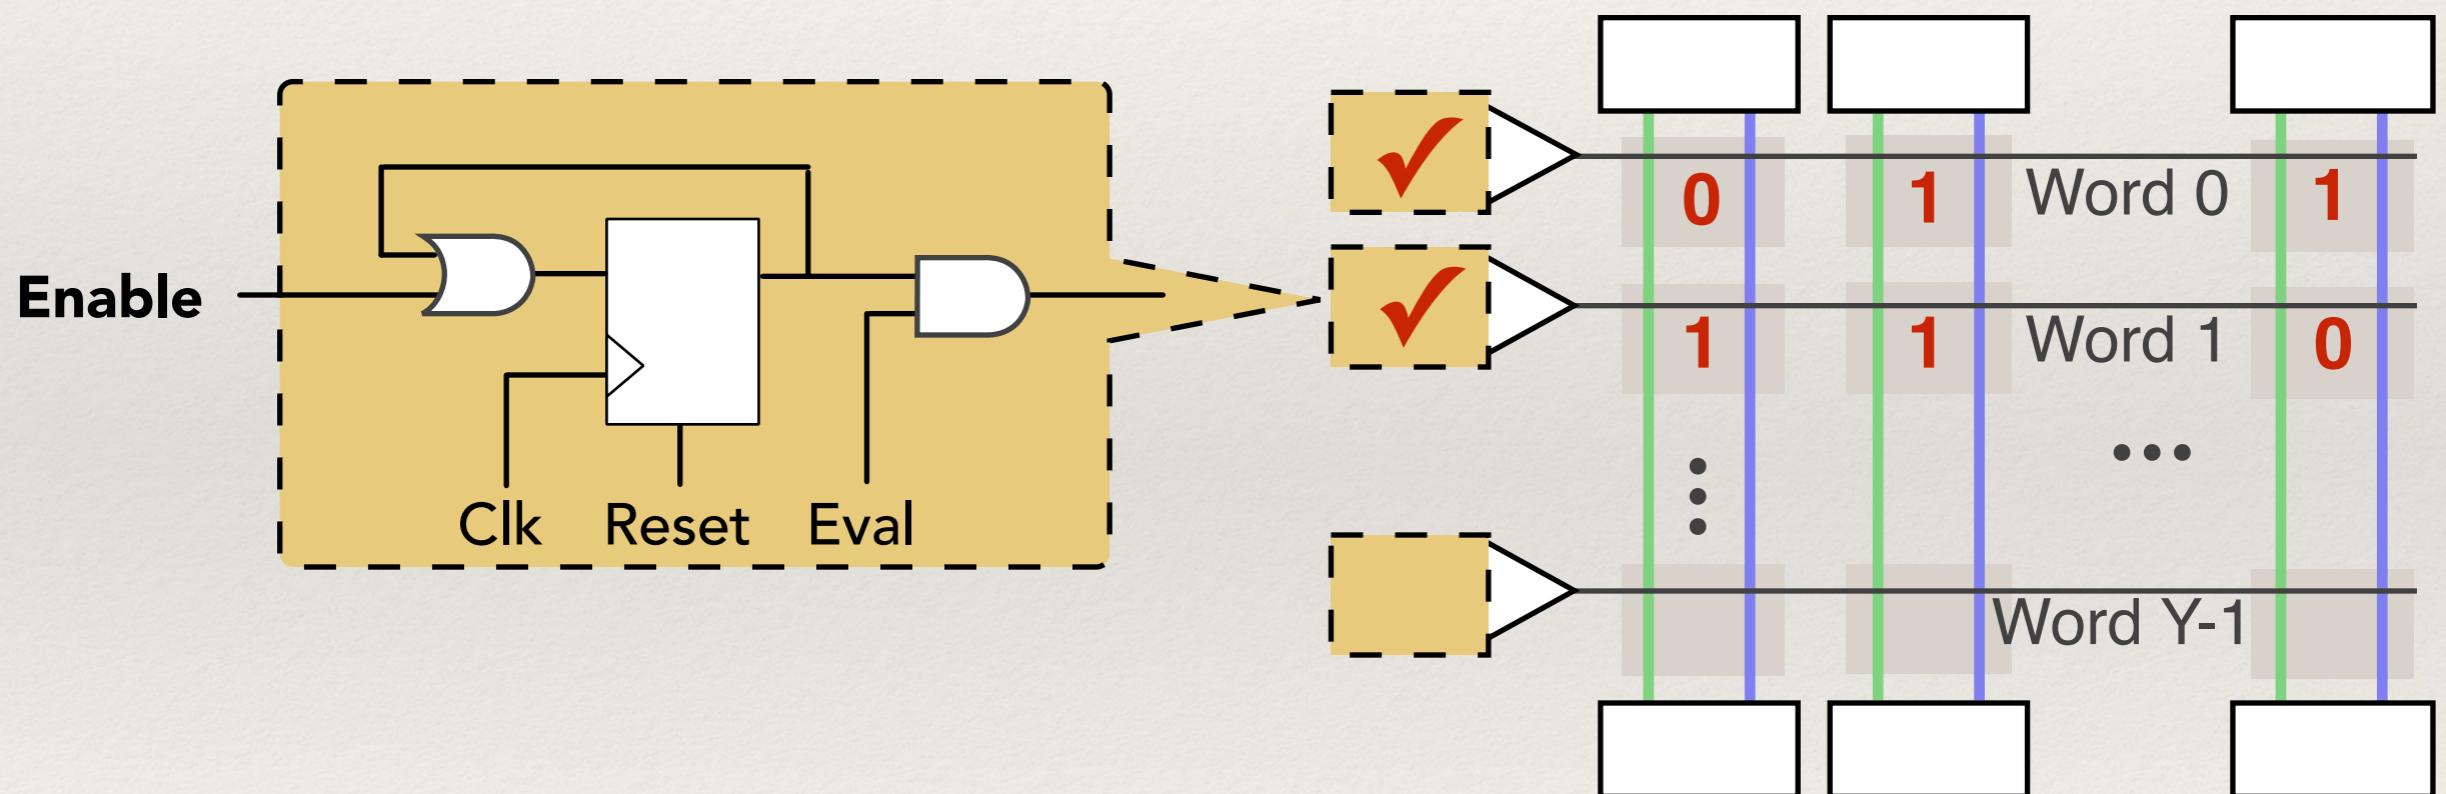 Enable
Clk Reset Eval
0 1 Word 0 1
1 1 Word 1 0
Word Y-1